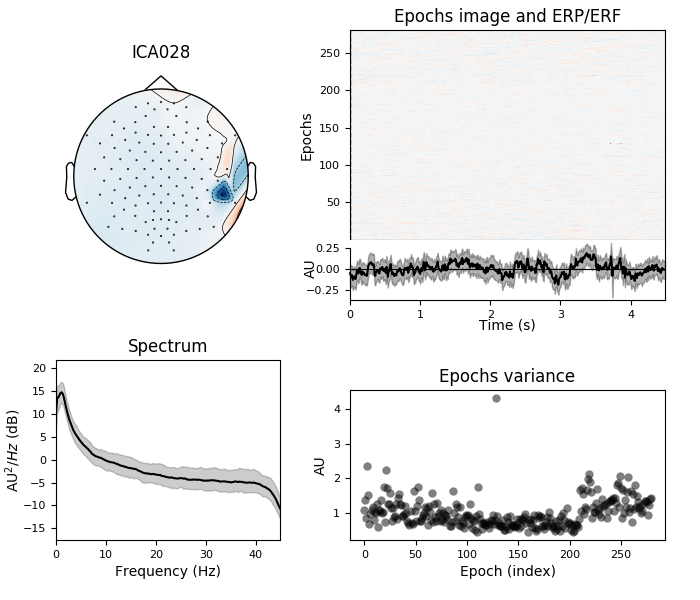 ICA028
Epochs image and ERP/ERF
Epochs
250
200
150
100
50
AU
0.25
0.00
−0.25
0 1 2 3 4
Time (s)
Spectrum
AU²/Hz (dB)
20
15
10
5
0
−5
−10
−15
0 20 40
Frequency (Hz)
Epochs variance
AU
4
3
2
1
0 50 100 150 200 250
Epoch (index)